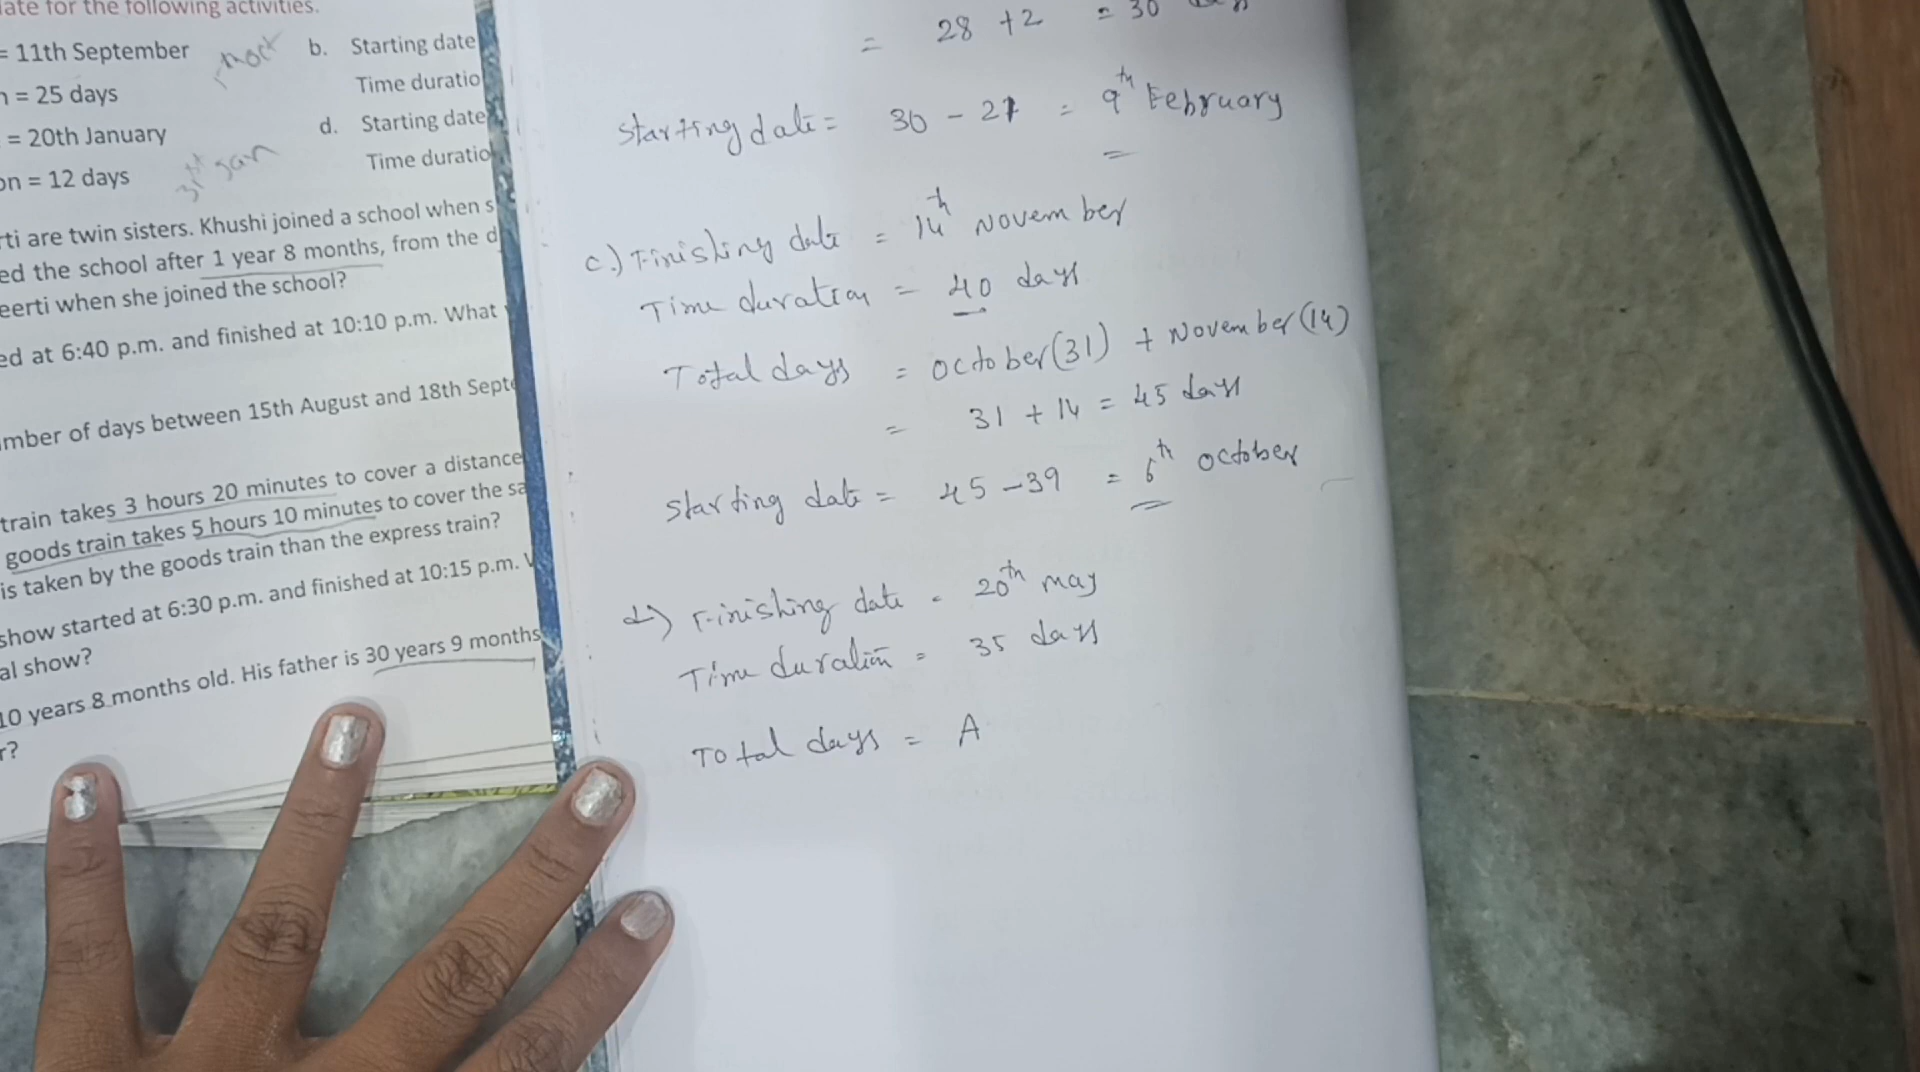 ate for the following activities.
= 11th September
= 25 days
= 20th January
on = 12 days
b. Starting date
Time duratio
d. Starting date
Time duratio
31th Jan
rti are twin sisters. Khushi joined a school when s
ed the school after 1 year 8 months, from the d
eerti when she joined the school?
ed at 6:40 p.m. and finished at 10:10 p.m. What
mber of days between 15th August and 18th Septe
train takes 3 hours 20 minutes to cover a distance
goods train takes 5 hours 10 minutes to cover the sa
is taken by the goods train than the express train?
show started at 6:30 p.m. and finished at 10:15 p.m.
al show?
10 years 8 months old. His father is 30 years 9 months
r?
= 28 + 2 = 30
Starting date = 30 - 21 = 9th February
c.) Finishing date = 14th November
Time duration = 40 days
Total days = October(31) + November(14)
= 31 + 14 = 45 days
Starting date = 45 - 39 = 6th October
d) Finishing date = 20th may
Time duration = 35 days
Total days = A